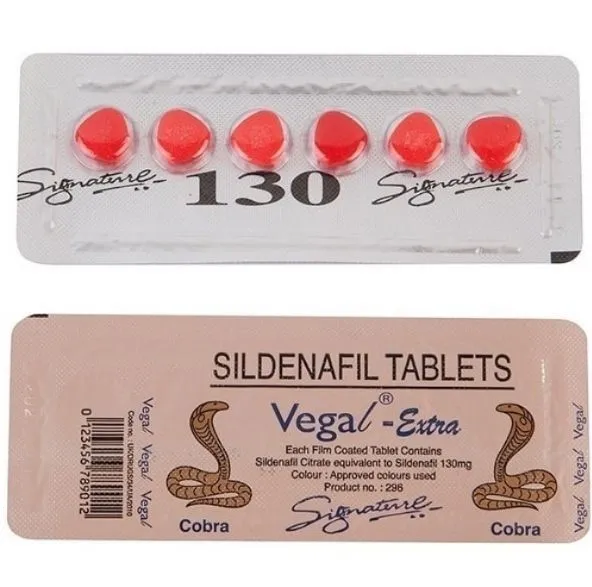 Signature 130 Signature
SILDENAFIL TABLETS
Vegal® -Extra
Each Film Coated Tablet Contains
Sildenafil Citrate equivalent to Sildenafil 130mg
Colour : Approved colours used
Product no. : 296
Signature
Cobra
Cobra
Vegal Vegal Vegal
0 123456 789012
Vegal Vegal Vegal